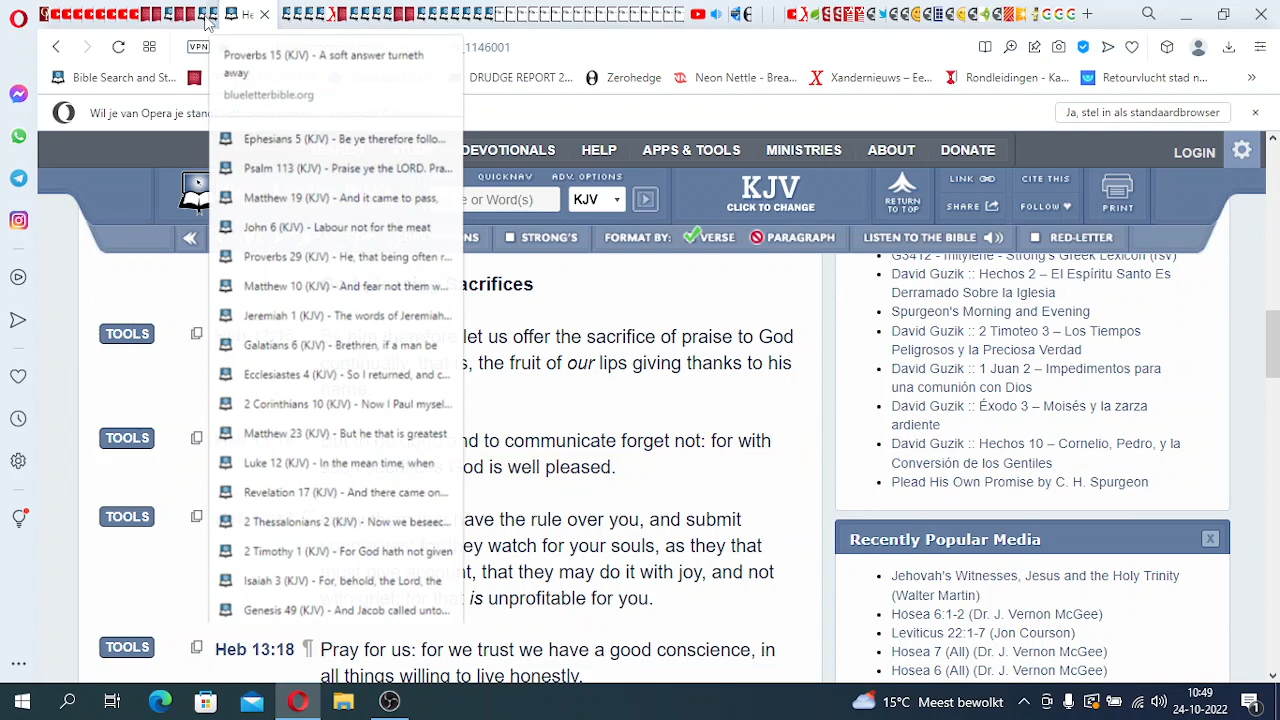 He
VPN
_1146001
Bible Search and St...
DRUDGE REPORT 2...
Zerohedge
Neon Nettle - Brea...
Xandernieuws – Ee...
Rondleidingen - Ka...
Retourvlucht stad n...
Wil je van Opera je
Ja, stel in als standaardbrowser
Proverbs 15 (KJV) - A soft answer turneth
away
blueletterbible.org
Ephesians 5 (KJV) - Be ye therefore follo...
Psalm 113 (KJV) - Praise ye the LORD. Pra...
Matthew 19 (KJV) - And it came to pass,
John 6 (KJV) - Labour not for the meat
Proverbs 29 (KJV) - He, that being often r...
Matthew 10 (KJV) - And fear not them w...
Jeremiah 1 (KJV) - The words of Jeremiah...
Galatians 6 (KJV) - Brethren, if a man be
Ecclesiastes 4 (KJV) - So I returned, and c...
2 Corinthians 10 (KJV) - Now I Paul mysel...
Matthew 23 (KJV) - But he that is greatest
Luke 12 (KJV) - In the mean time, when
Revelation 17 (KJV) - And there came on...
2 Thessalonians 2 (KJV) - Now we beseec...
2 Timothy 1 (KJV) - For God hath not given
Isaiah 3 (KJV) - For, behold, the Lord, the
Genesis 49 (KJV) - And Jacob called unto...
DEVOTIONALS HELP APPS & TOOLS MINISTRIES ABOUT DONATE
LOGIN
QUICKNAV ADV. OPTIONS
e or Word(s)
KJV
KJV
CLICK TO CHANGE
RETURN
TO TOP
LINK
CITE THIS
SHARE
FOLLOW
PRINT
STRONG'S
FORMAT BY: VERSE PARAGRAPH
LISTEN TO THE BIBLE
RED-LETTER
Sacrifices
TOOLS
let us offer the sacrifice of praise to God
the fruit of our lips giving thanks to his
TOOLS
nd to communicate forget not: for with
God is well pleased.
TOOLS
have the rule over you, and submit
they watch for your souls, as they that
that they may do it with joy, and not
is unprofitable for you.
TOOLS
Heb 13:18 ¶ Pray for us: for we trust we have a good conscience, in
all things willing to live honestly.
David Guzik :: Hechos 2 – El Espíritu Santo Es
Derramado Sobre la Iglesia
Spurgeon's Morning and Evening
David Guzik :: 2 Timoteo 3 – Los Tiempos
Peligrosos y la Preciosa Verdad
David Guzik :: 1 Juan 2 – Impedimentos para
una comunión con Dios
David Guzik :: Éxodo 3 – Moisés y la zarza
ardiente
David Guzik :: Hechos 10 – Cornelio, Pedro, y la
Conversión de los Gentiles
Plead His Own Promise by C. H. Spurgeon
Recently Popular Media
X
Jehovah's Witnesses, Jesus and the Holy Trinity
(Walter Martin)
Hosea 6:1-2 (Dr. J. Vernon McGee)
Leviticus 22:1-7 (Jon Courson)
Hosea 7 (All) (Dr. J. Vernon McGee)
Hosea 6 (All) (Dr. J. Vernon McGee)
15°C Meest bewolkt
10:49
24-10-2022
1